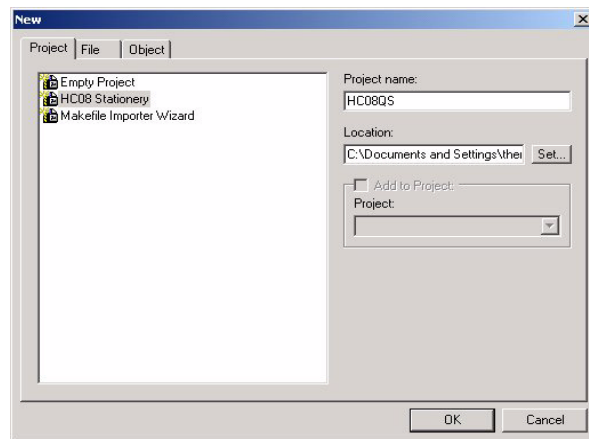 New
Project
File
Object
Empty Project
HC08 Stationery
Makefile Importer Wizard
Project name:
HC08QS
Location:
C:\Documents and Settings\ther
Set...
Add to Project:
Project:
OK
Cancel